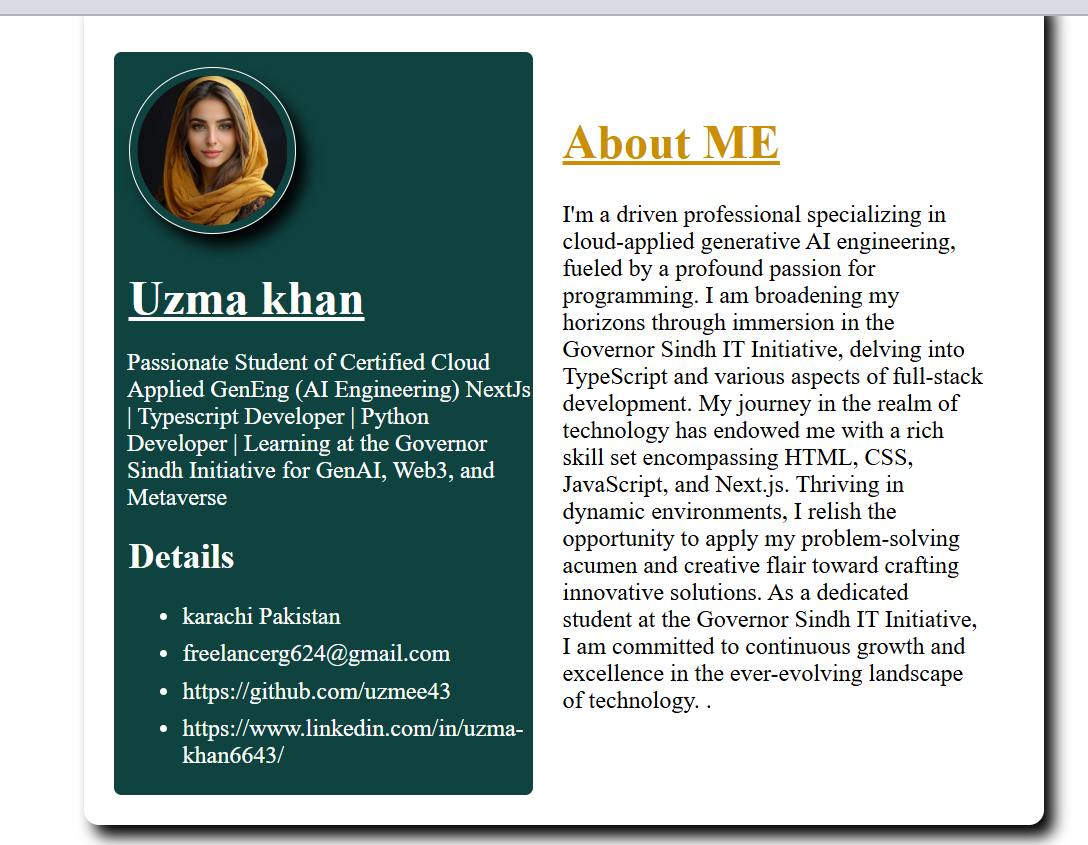 Uzma khan
Passionate Student of Certified Cloud
Applied GenEng (AI Engineering) NextJs
| Typescript Developer | Python
Developer | Learning at the Governor
Sindh Initiative for GenAI, Web3, and
Metaverse
Details
• karachi Pakistan
• freelancerg624@gmail.com
• https://github.com/uzmee43
• https://www.linkedin.com/in/uzma-
khan6643/
About ME
I'm a driven professional specializing in
cloud-applied generative AI engineering,
fueled by a profound passion for
programming. I am broadening my
horizons through immersion in the
Governor Sindh IT Initiative, delving into
TypeScript and various aspects of full-stack
development. My journey in the realm of
technology has endowed me with a rich
skill set encompassing HTML, CSS,
JavaScript, and Next.js. Thriving in
dynamic environments, I relish the
opportunity to apply my problem-solving
acumen and creative flair toward crafting
innovative solutions. As a dedicated
student at the Governor Sindh IT Initiative,
I am committed to continuous growth and
excellence in the ever-evolving landscape
of technology. .